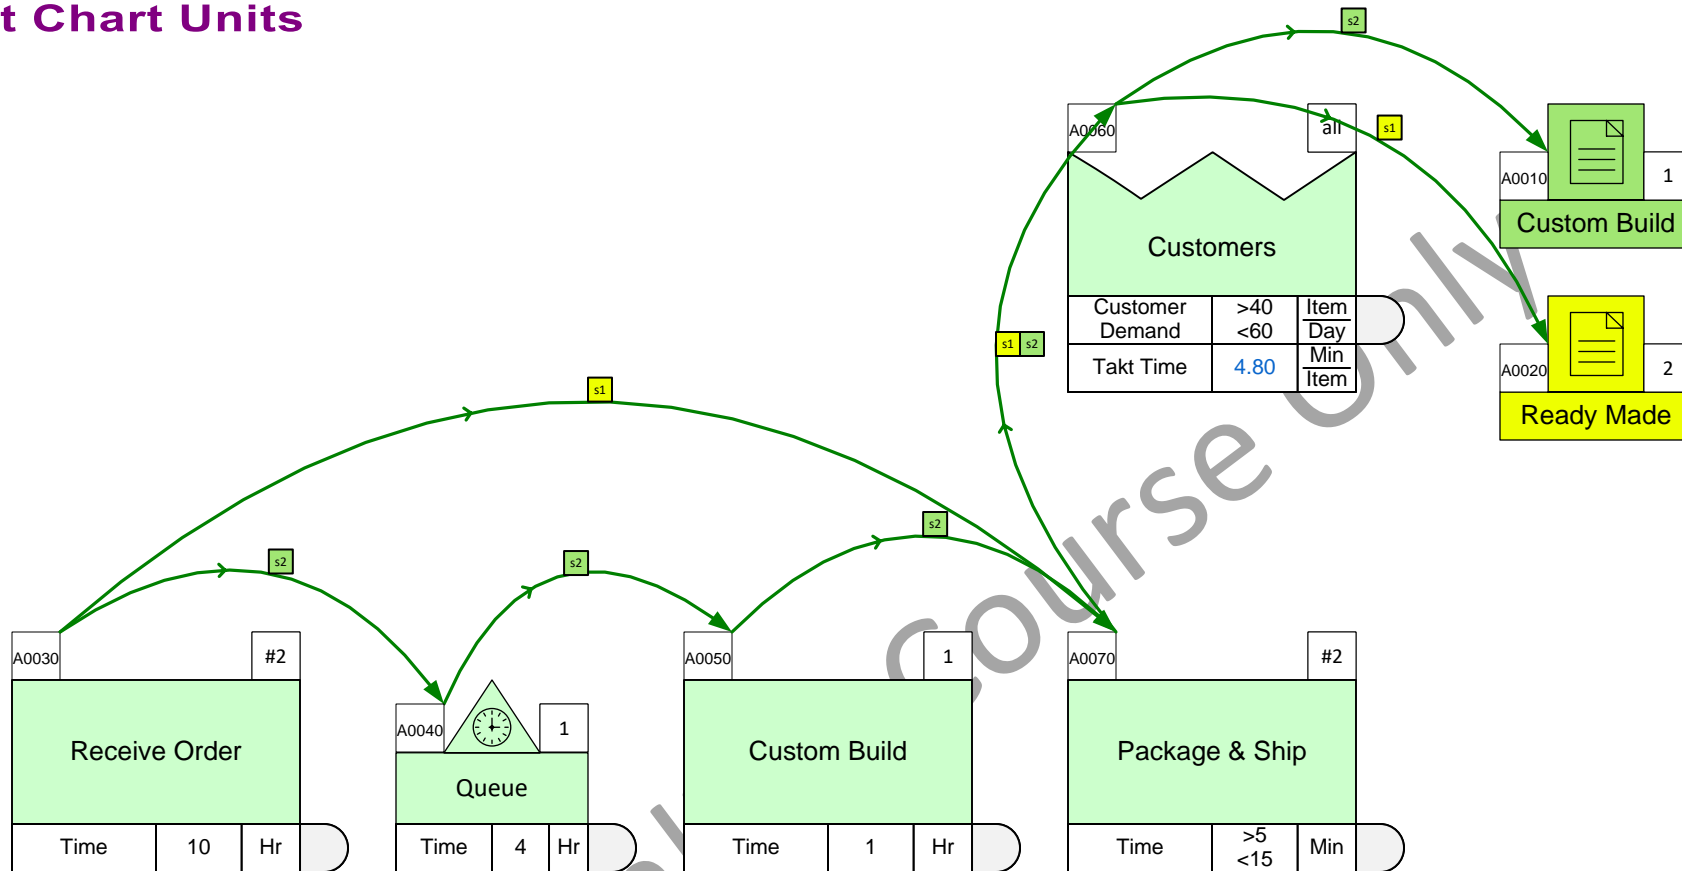 t Chart Units
s2
A0060
all
s1
A0010
1
Custom Build
Customers
Customer Demand
>40
<60
Item
Day
Takt Time
4.80
Min
Item
s1 s2
A0020
2
Ready Made
s1
s2
s2
s2
A0030
#2
Receive Order
Time
10
Hr
A0040
1
Queue
Time
4
Hr
A0050
1
Custom Build
Time
1
Hr
A0070
#2
Package & Ship
Time
>5
<15
Min
Course Only